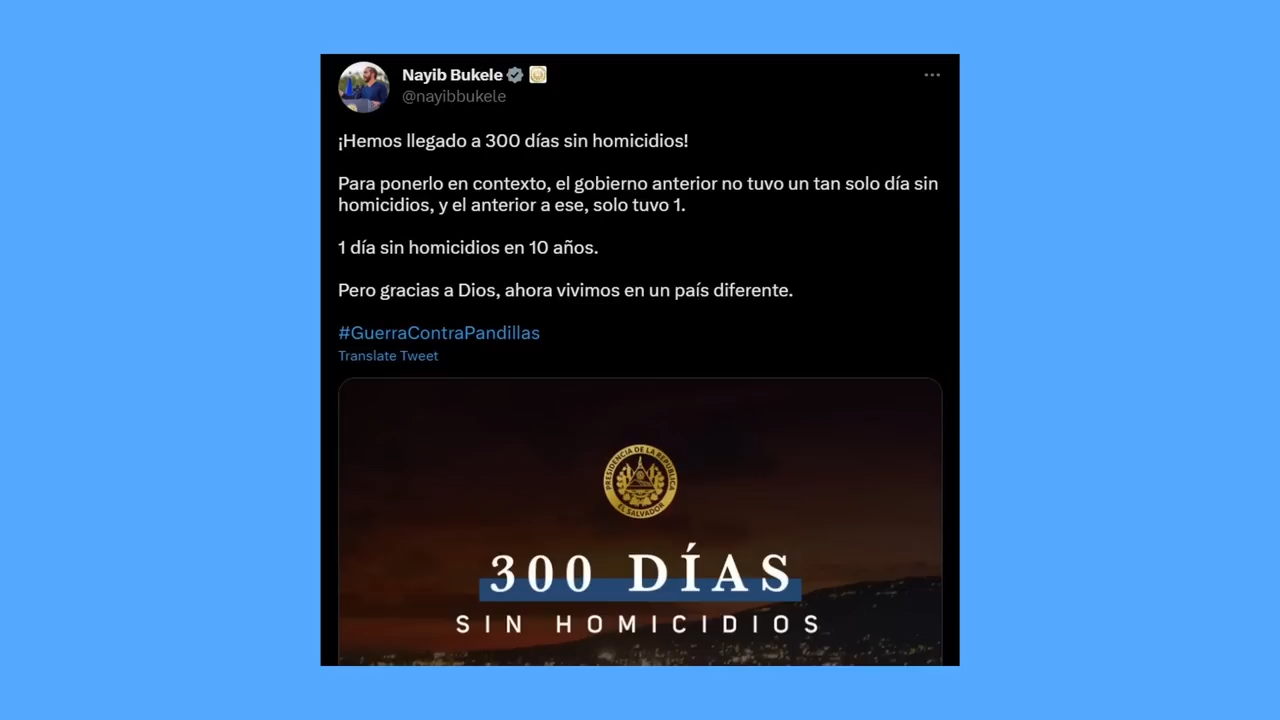 Nayib Bukele
@nayibbukele
¡Hemos llegado a 300 días sin homicidios!
Para ponerlo en contexto, el gobierno anterior no tuvo un tan solo día sin
homicidios, y el anterior a ese, solo tuvo 1.
1 día sin homicidios en 10 años.
Pero gracias a Dios, ahora vivimos en un país diferente.
#GuerraContraPandillas
Translate Tweet
PRESIDENCIA DE LA REPÚBLICA
EL SALVADOR
300 DÍAS
SIN HOMICIDIOS